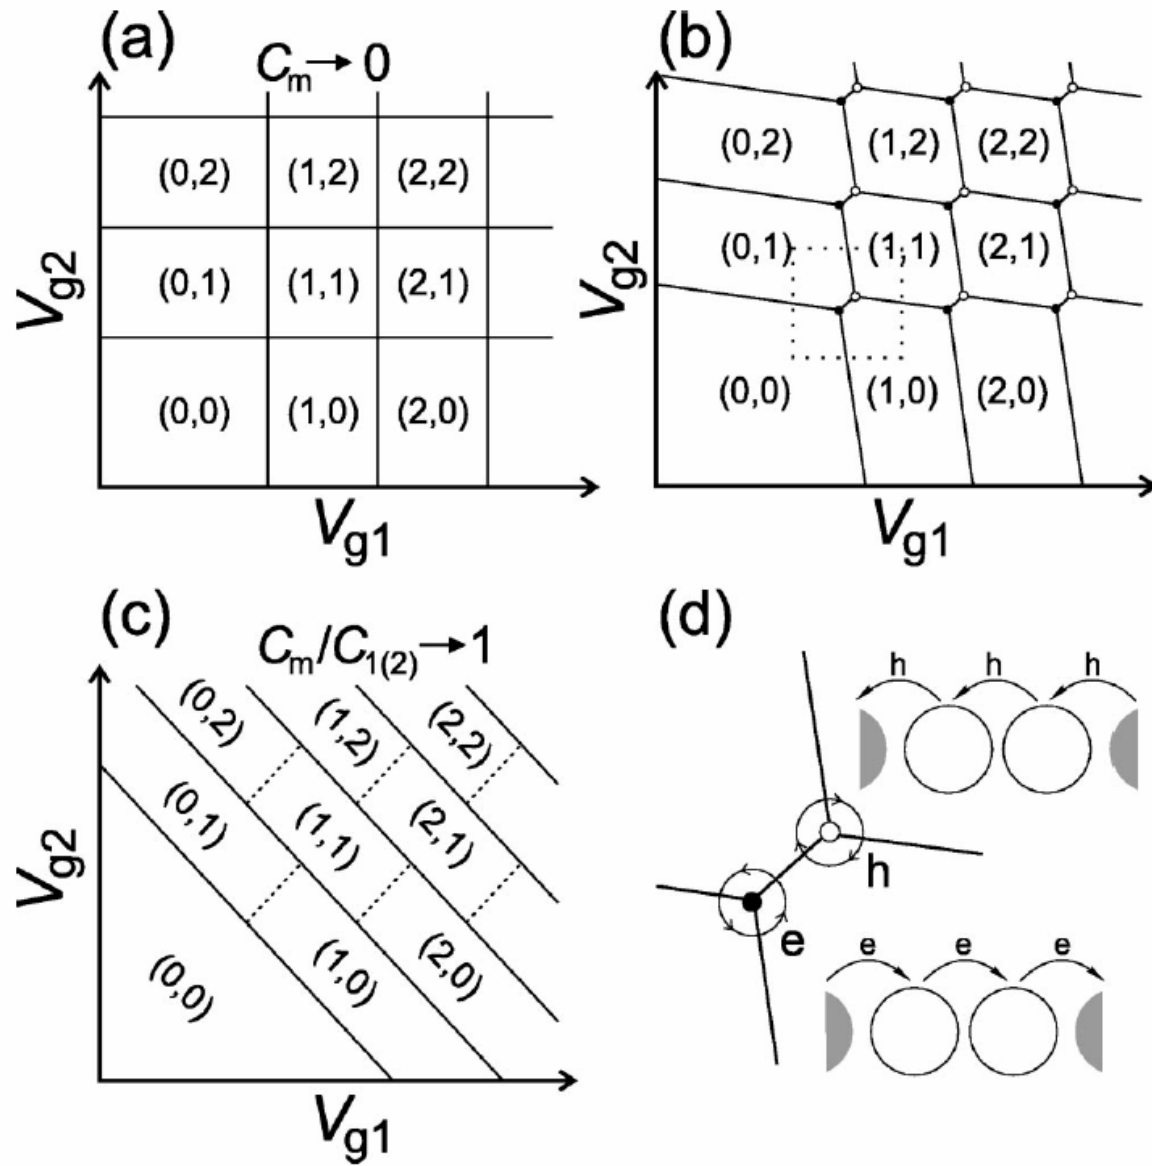 (a)
Cm→0
Vg2
(0,2) (1,2) (2,2)
(0,1) (1,1) (2,1)
(0,0) (1,0) (2,0)
Vg1
(b)
Vg2
(0,2) (1,2) (2,2)
(0,1) (1,1) (2,1)
(0,0) (1,0) (2,0)
Vg1
(c)
Cm/C1(2)→1
Vg2
(0,2) (1,2) (2,2)
(0,1) (1,1) (2,1)
(0,0) (1,0) (2,0)
Vg1
(d)
h h h
h
e
e e e